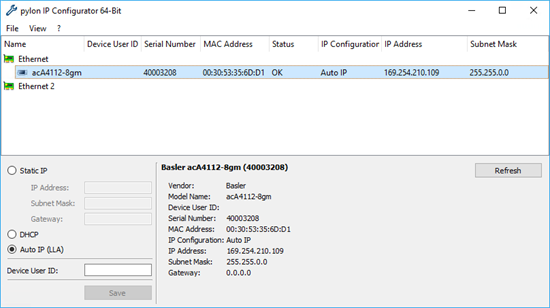 pylon IP Configurator 64-Bit
File View ?
Name Device User ID Serial Number MAC Address Status IP Configuration IP Address Subnet Mask
Ethernet
acA4112-8gm 40003208 00:30:53:35:6D:D1 OK Auto IP 169.254.210.109 255.255.0.0
Ethernet 2
Static IP
IP Address:
Subnet Mask:
Gateway:
DHCP
Auto IP (LLA)
Device User ID:
Save
Basler acA4112-8gm (40003208)
Refresh
Vendor: Basler
Model Name: acA4112-8gm
Device User ID:
Serial Number: 40003208
MAC Address: 00:30:53:35:6D:D1
IP Configuration: Auto IP
IP Address: 169.254.210.109
Subnet Mask: 255.255.0.0
Gateway: 0.0.0.0